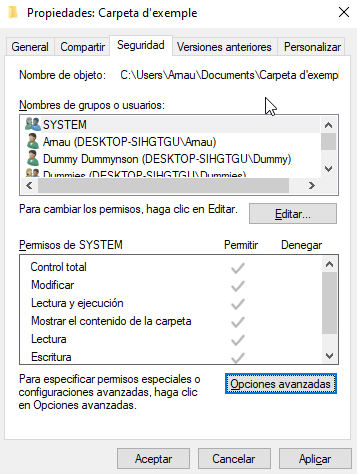 Propiedades: Carpeta d'exemple
General Compartir Seguridad Versiones anteriores Personalizar
Nombre de objeto: C:\Users\Arnau\Documents\Carpeta d'exempl
Nombres de grupos o usuarios:
SYSTEM
Arnau (DESKTOP-SIHGTGU\Arnau)
Dummy Dummynson (DESKTOP-SIHGTGU\Dummy)
Dummies (DESKTOP-SIHGTGU\Dummies)
Para cambiar los permisos, haga clic en Editar.
Editar...
Permisos de SYSTEM Permitir Denegar
Control total
Modificar
Lectura y ejecución
Mostrar el contenido de la carpeta
Lectura
Escritura
Para especificar permisos especiales o
configuraciones avanzadas, haga clic
en Opciones avanzadas.
Opciones avanzadas
Aceptar Cancelar Aplicar